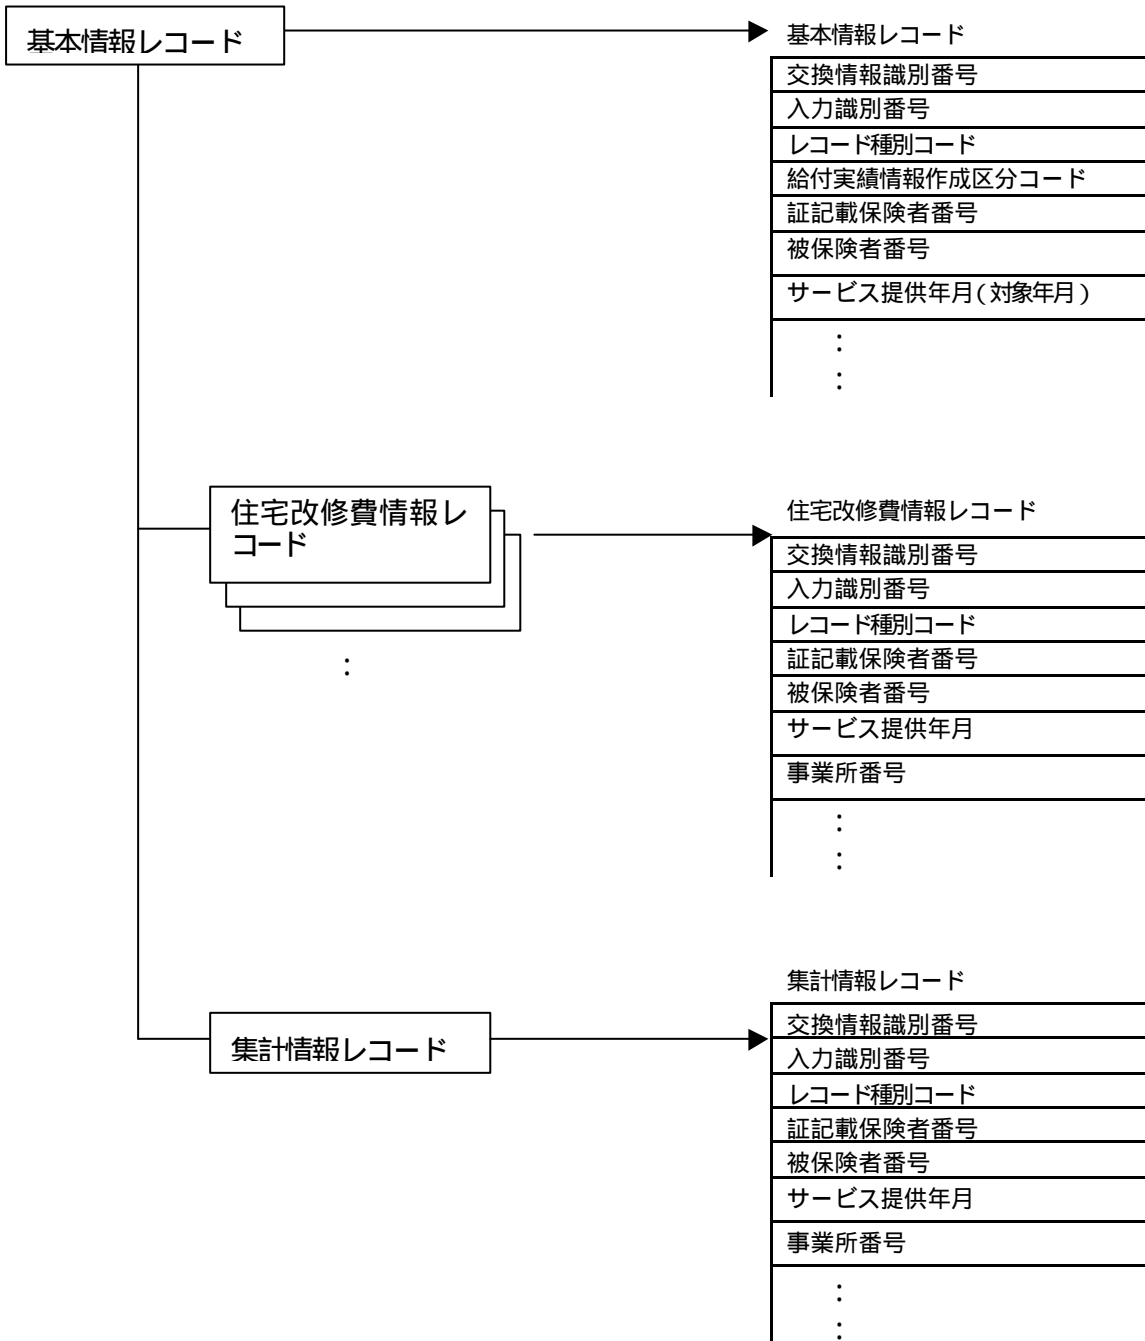 基本情報レコード
基本情報レコード
交換情報識別番号
入力識別番号
レコード種別コード
給付実績情報作成区分コード
証記載保険者番号
被保険者番号
サービス提供年月(対象年月)
：
：
住宅改修費情報レ
コード
：
住宅改修費情報レコード
交換情報識別番号
入力識別番号
レコード種別コード
証記載保険者番号
被保険者番号
サービス提供年月
事業所番号
：
：
集計情報レコード
集計情報レコード
交換情報識別番号
入力識別番号
レコード種別コード
証記載保険者番号
被保険者番号
サービス提供年月
事業所番号
：
：